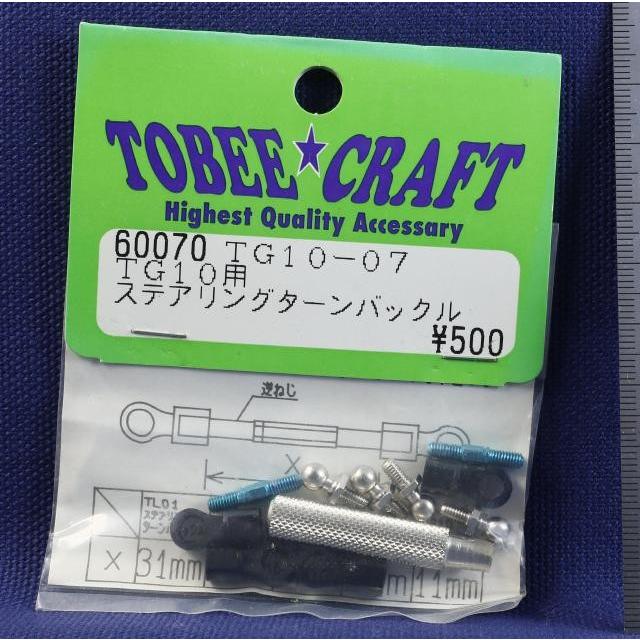 TOBEE★CRAFT
Highest Quality Accessary
60070 TG10-07
TG10用
ステアリングターンバックル
¥500
逆ねじ
X
TL01
X 31mm 11mm